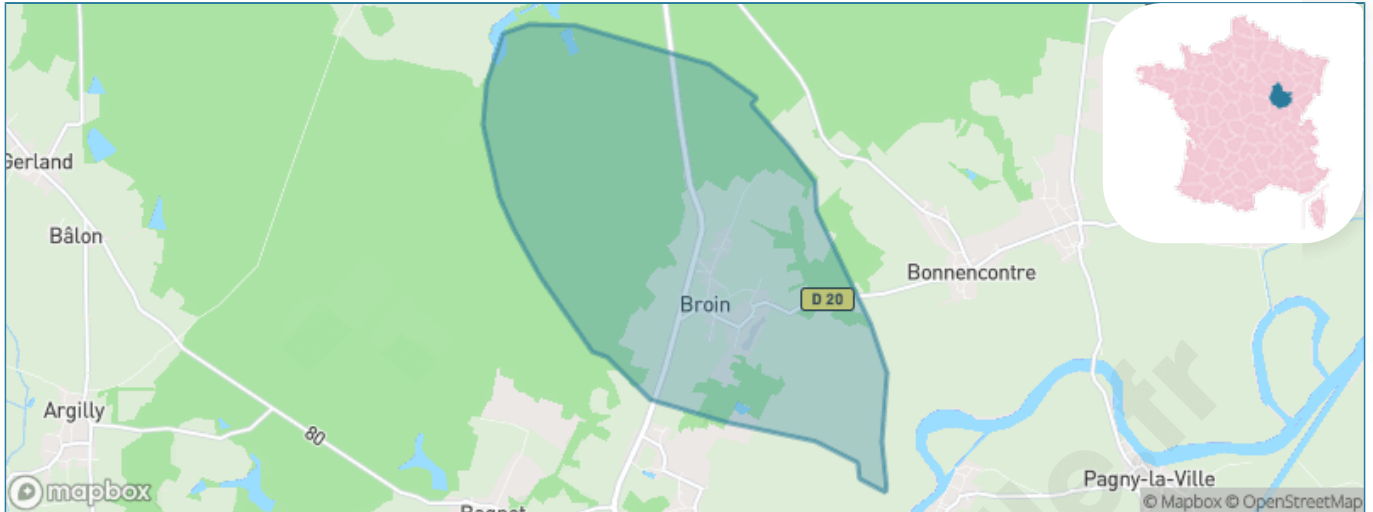 Gerland
Bâlon
Bonnencontre
D 20
Broin
Argilly
80
Pagny-la-Ville
mapbox
© Mapbox © OpenStreetMap